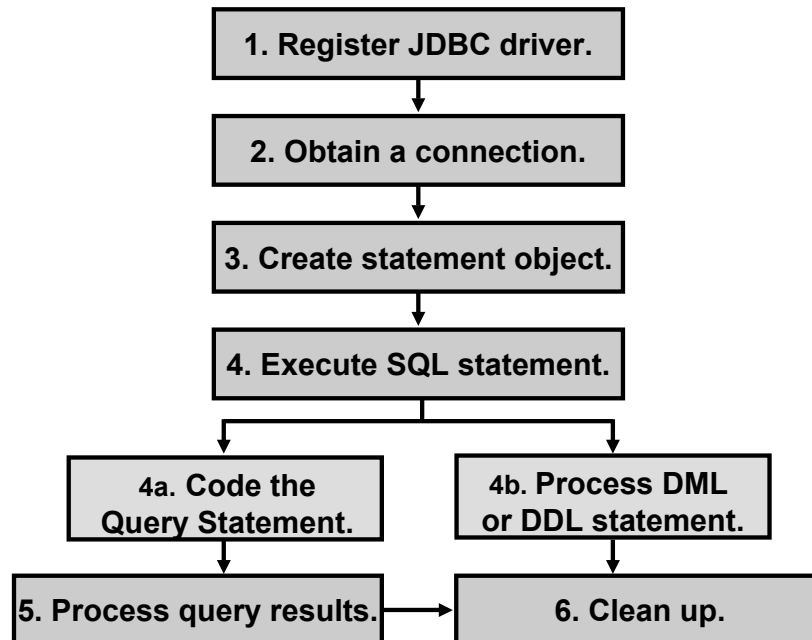 1. Register JDBC driver.
2. Obtain a connection.
3. Create statement object.
4. Execute SQL statement.
4a. Code the
Query Statement.
4b. Process DML
or DDL statement.
5. Process query results.
6. Clean up.